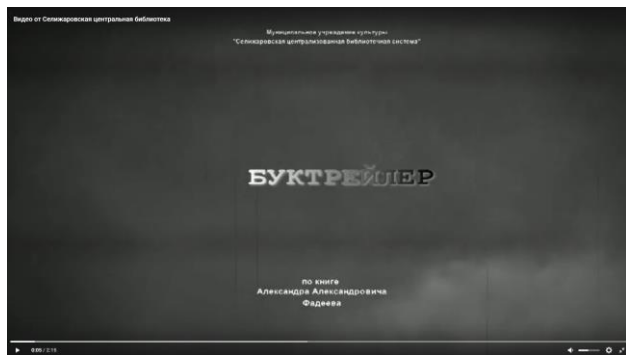 Видео от Селижаровская центральная библиотека
Муниципальное учреждение культуры
"Селижаровская централизованная библиотечная система"
БУКТРЕЙЛЕР
по книге
Александра Александровича
Фадеева
0:05 / 2:15